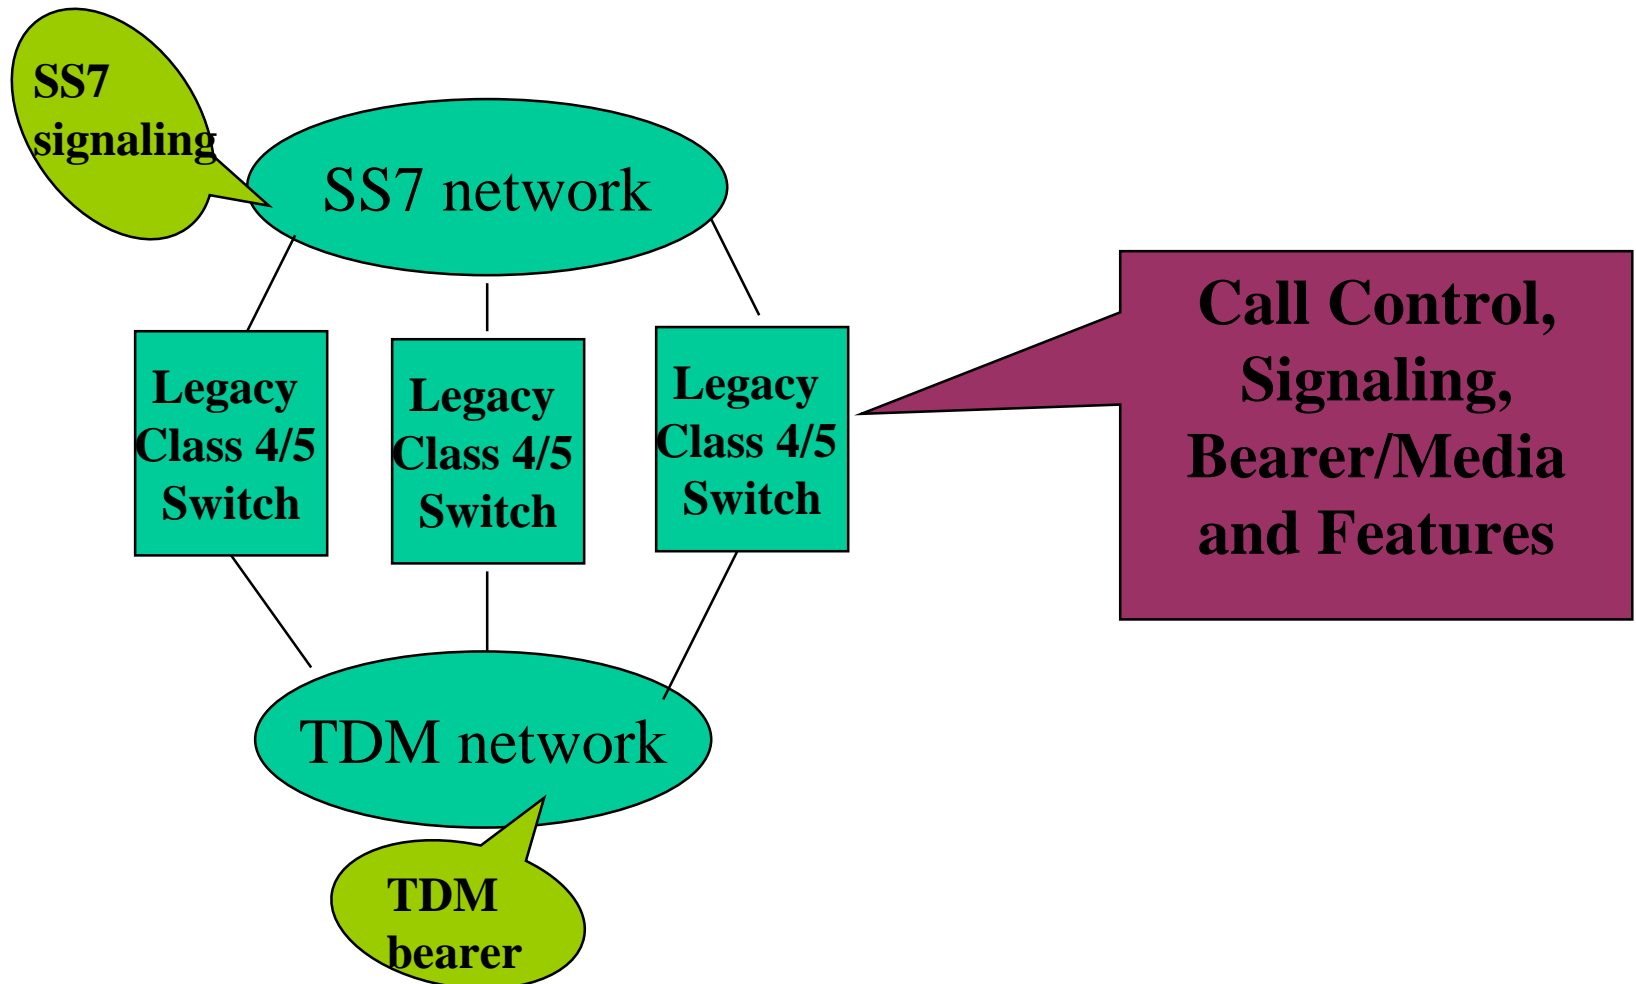 SS7
signaling
SS7 network
Legacy
Class 4/5
Switch
Legacy
Class 4/5
Switch
Legacy
Class 4/5
Switch
Call Control,
Signaling,
Bearer/Media
and Features
TDM network
TDM
bearer